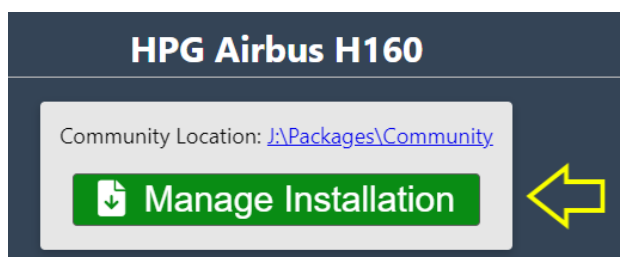 HPG Airbus H160
Community Location: J:\Packages\Community
Manage Installation